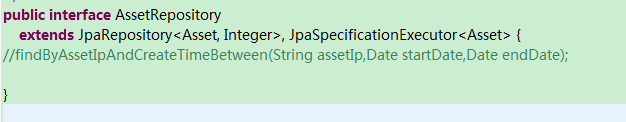 public interface AssetRepository
extends JpaRepository<Asset, Integer>, JpaSpecificationExecutor<Asset> {
//findByAssetIpAndCreateTimeBetween(String assetIp,Date startDate,Date endDate);
}